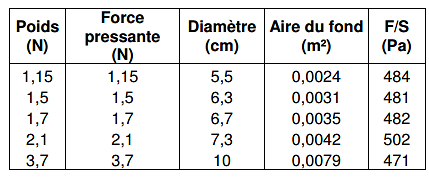 Poids (N) Force pressante (N) Diamètre (cm) Aire du fond (m²) F/S (Pa)
1,15 1,15 5,5 0,0024 484
1,5 1,5 6,3 0,0031 481
1,7 1,7 6,7 0,0035 482
2,1 2,1 7,3 0,0042 502
3,7 3,7 10 0,0079 471